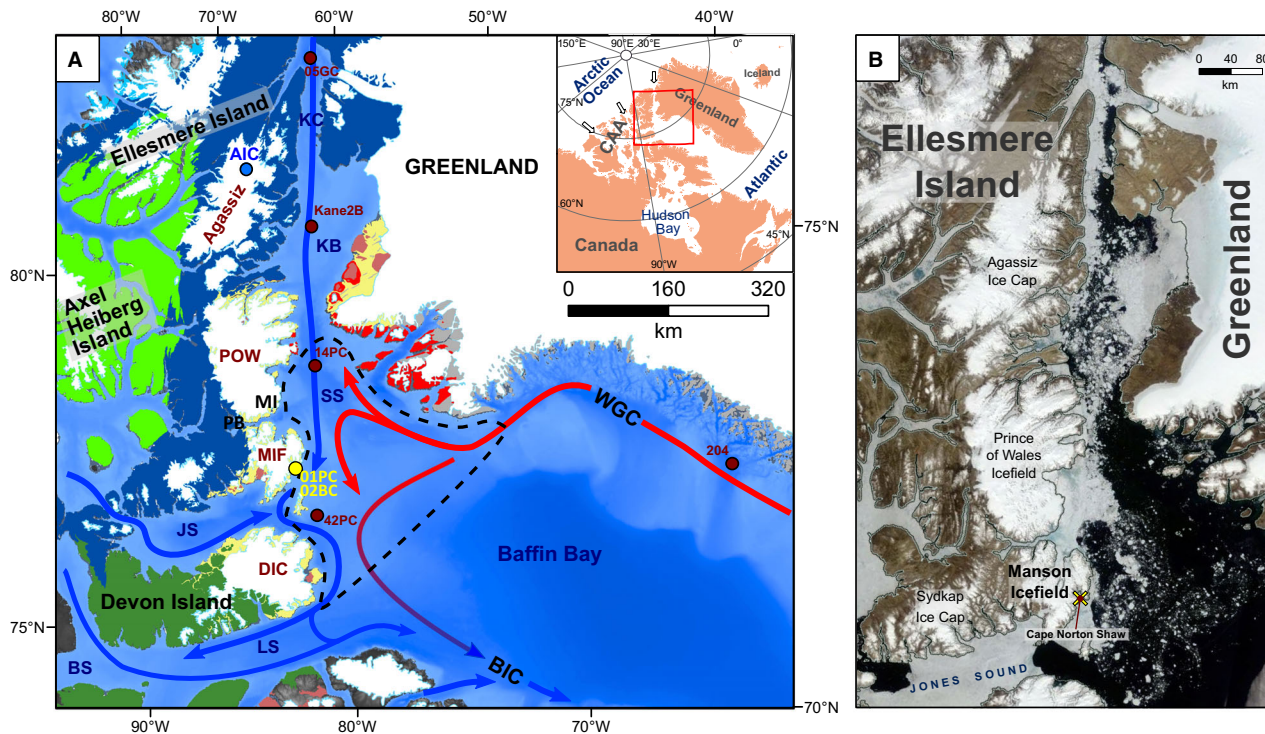 80°W
70°W
60°W
50°W
40°W
A
05GC
KC
Ellesmere Island
AIC
Agassiz
GREENLAND
Kane2B
KB
75°N
80°N
Axel
Heiberg
Island
POW
14PC
SS
MI
PB
MIF
01PC
02BC
WGC
204
42PC
JS
DIC
Devon Island
Baffin Bay
75°N
LS
BS
BIC
70°N
90°W
80°W
70°W
150°E
90°E
30°E
0°
Arctic
Ocean
Iceland
75°N
Greenland
CAA
Atlantic
60°N
Hudson
Bay
45°N
Canada
90°W
0
160
320
km
B
0
40
80
km
Ellesmere
Island
Greenland
Agassiz
Ice Cap
Prince
of Wales
Icefield
Manson
Icefield
Sydkap
Ice Cap
Cape Norton Shaw
JONES SOUND